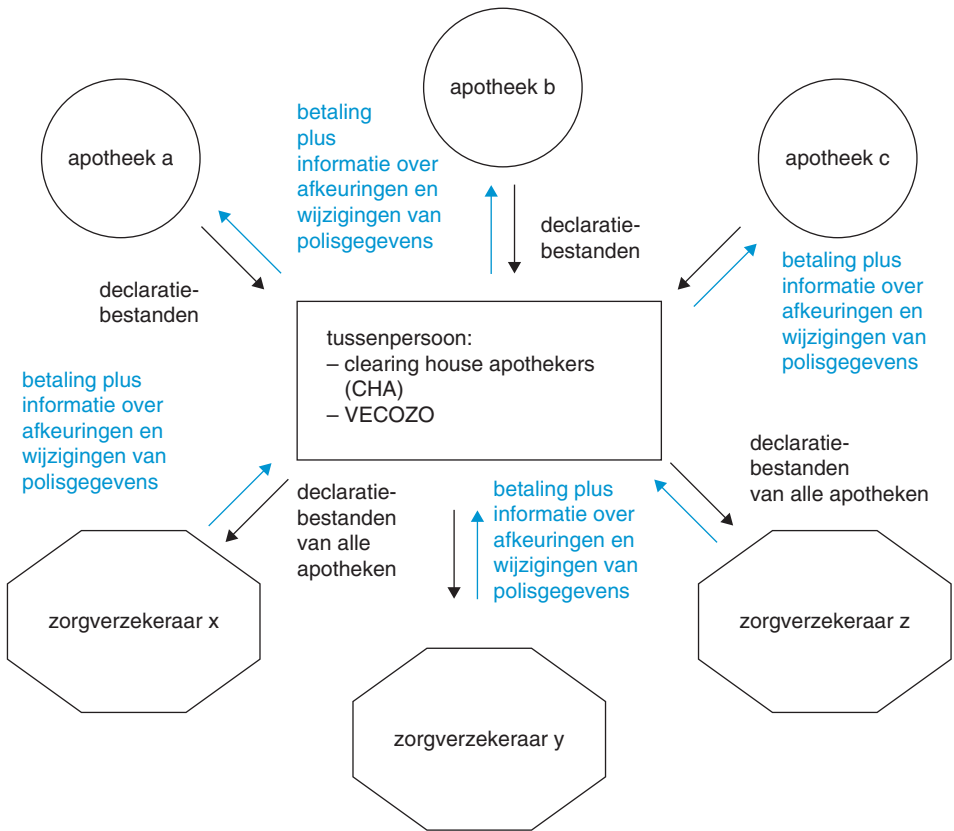 apotheek a
betaling
plus
informatie over
afkeuringen en
wijzigingen van
polisgegevens
apotheek b
apotheek c
declaratie-
bestanden
declaratie-
bestanden
betaling plus
informatie over
afkeuringen en
wijzigingen van
polisgegevens
tussenpersoon:
– clearing house apothekers
(CHA)
– VECOZO
betaling plus
informatie over
afkeuringen en
wijzigingen van
polisgegevens
declaratie-
bestanden
van alle
apotheken
betaling plus
informatie over
afkeuringen en
wijzigingen van
polisgegevens
declaratie-
bestanden
van alle apotheken
zorgverzekeraar x
zorgverzekeraar y
zorgverzekeraar z